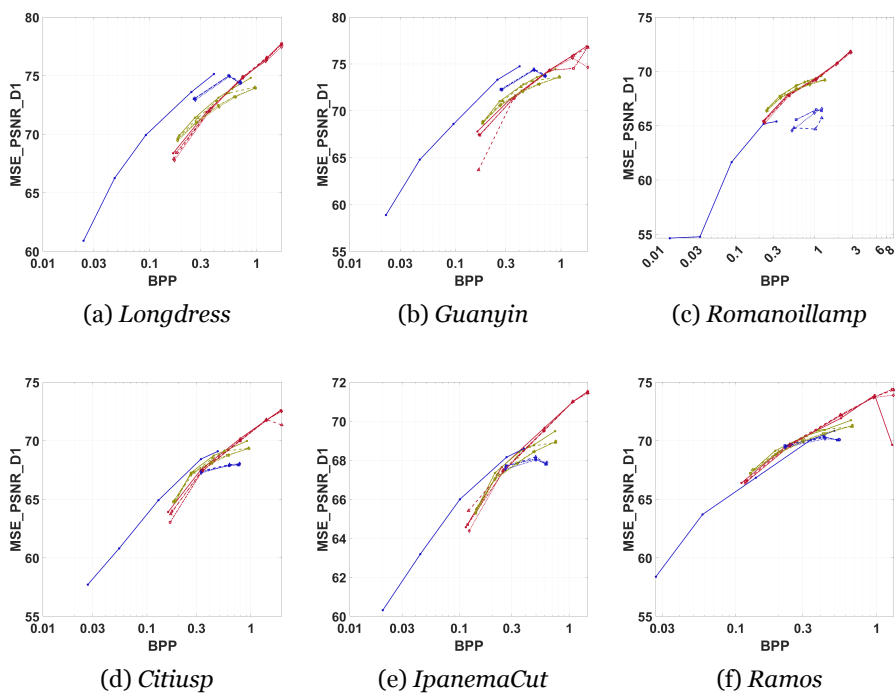 80
75
70
65
60
MSE_PSNR_D1
0.01 0.03 0.1 0.3 1
BPP
(a) Longdress
80
75
70
65
60
55
MSE_PSNR_D1
0.01 0.03 0.1 0.3 1
BPP
(b) Guanyin
75
70
65
60
55
MSE_PSNR_D1
0.01 0.03 0.1 0.3 1 3 6 8
BPP
(c) Romanoillamp
75
70
65
60
55
MSE_PSNR_D1
0.01 0.03 0.1 0.3 1
BPP
(d) Citiusp
72
70
68
66
64
62
60
MSE_PSNR_D1
0.01 0.03 0.1 0.3 1
BPP
(e) IpanemaCut
75
70
65
60
55
MSE_PSNR_D1
0.03 0.1 0.3 1
BPP
(f) Ramos